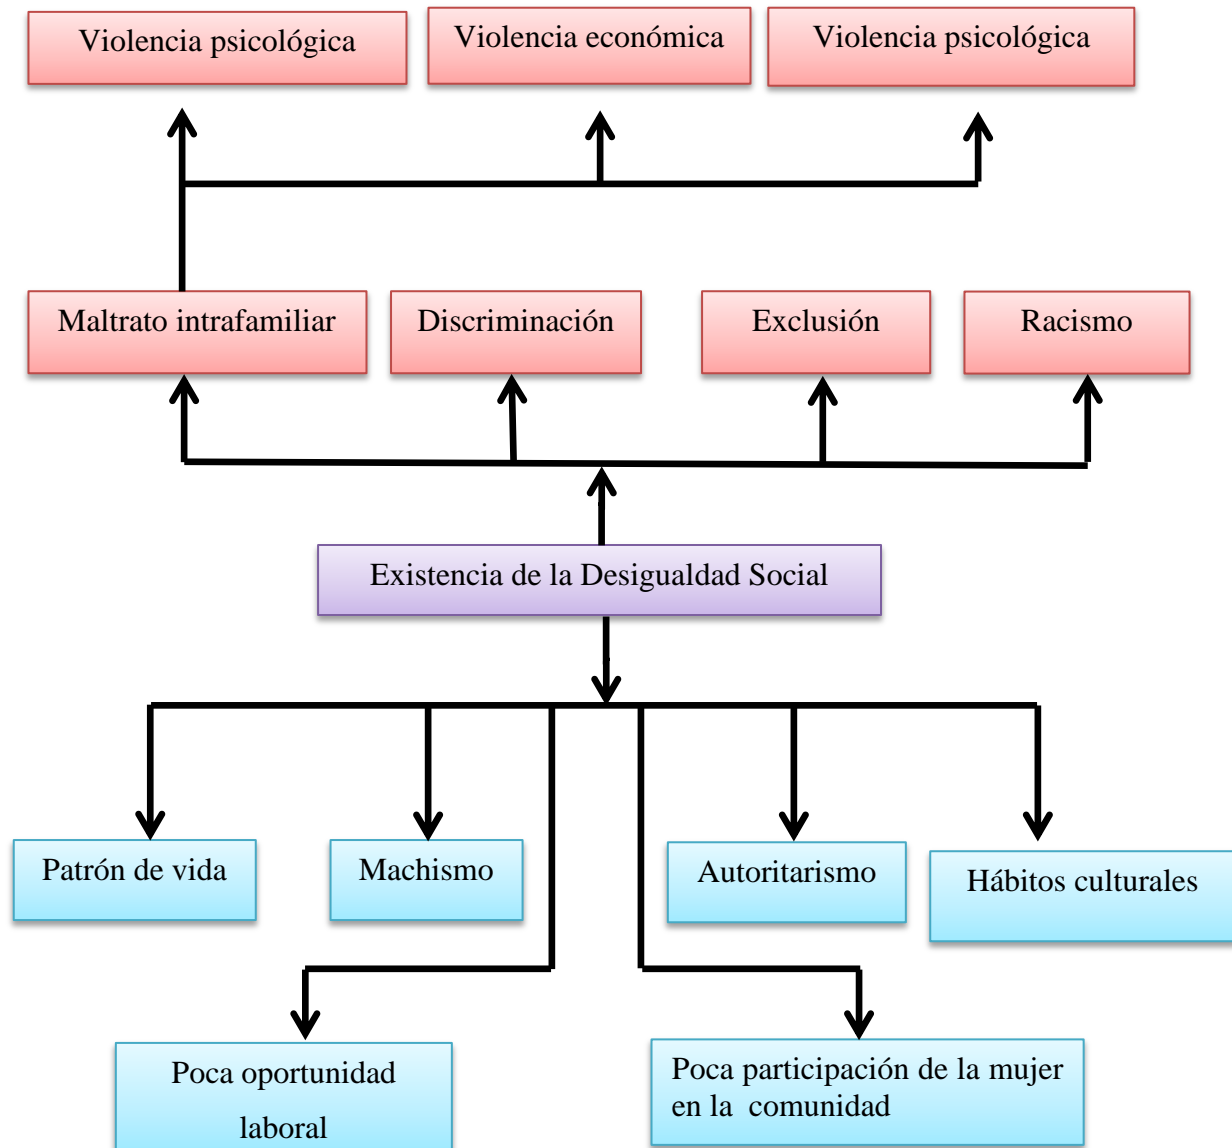 Violencia psicológica
Violencia económica
Violencia psicológica
Maltrato intrafamiliar
Discriminación
Exclusión
Racismo
Existencia de la Desigualdad Social
Patrón de vida
Machismo
Autoritarismo
Hábitos culturales
Poca oportunidad
laboral
Poca participación de la mujer
en la comunidad